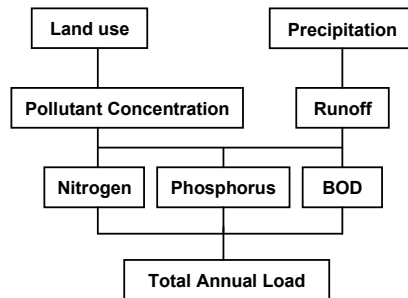 Land use
Precipitation
Pollutant Concentration
Runoff
Nitrogen
Phosphorus
BOD
Total Annual Load